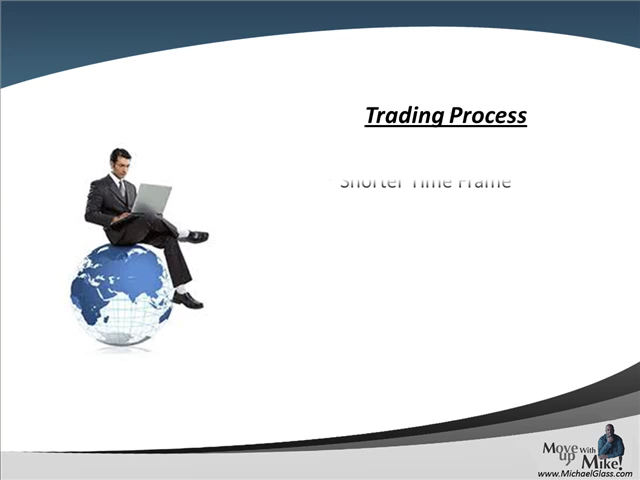 Trading Process
Shorter Time Frame
Move
up With
Mike!
www.MichaelGlass.com